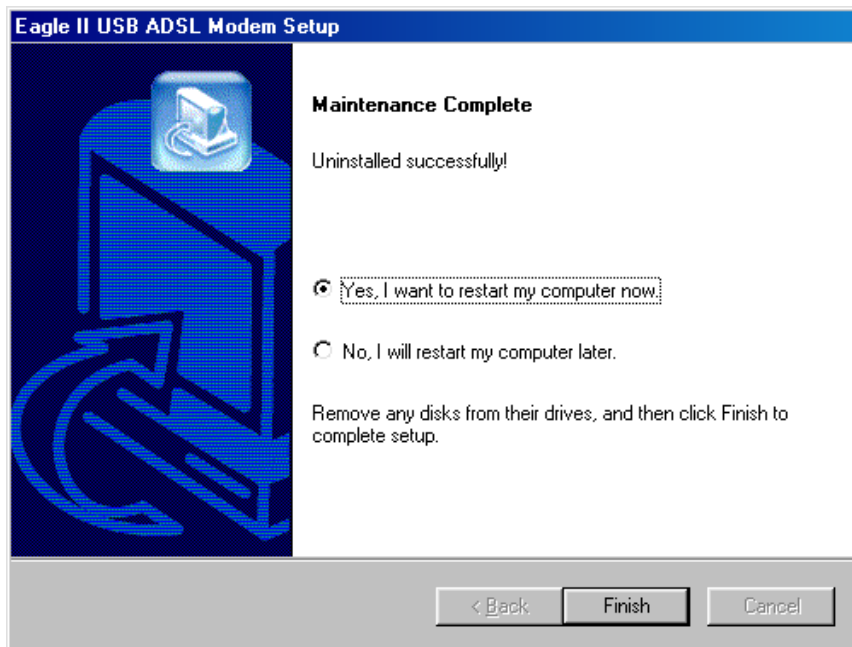 Eagle II USB ADSL Modem Setup
Maintenance Complete
Uninstalled successfully!
Yes, I want to restart my computer now.
No, I will restart my computer later.
Remove any disks from their drives, and then click Finish to
complete setup.
< Back
Finish
Cancel